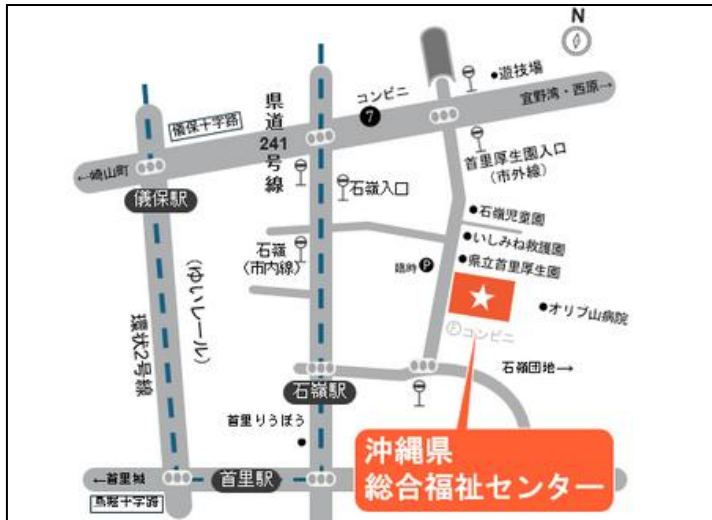 N
●遊技場
コンビニ
7
宜野湾・西原→
県道241号線
儀保十字路
←崎山町
儀保駅
首里厚生園入口
(市外線)
石嶺入口
●石嶺児童園
●いしみね救護園
●県立首里厚生園
石嶺
(市内線)
臨時P
(ゆいレール)
環状2号線
●オリブ山病院
Fコンビニ
石嶺団地→
石嶺駅
首里りうぼう
沖縄県
総合福祉センター
←首里城
首里駅
鳥堀十字路